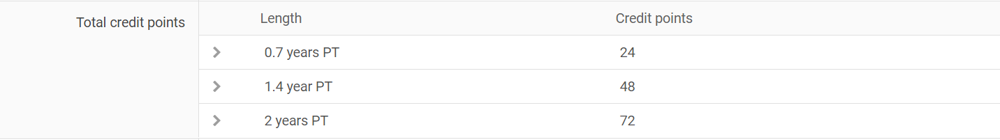 Total credit points
Length Credit points
0.7 years PT 24
1.4 year PT 48
2 years PT 72